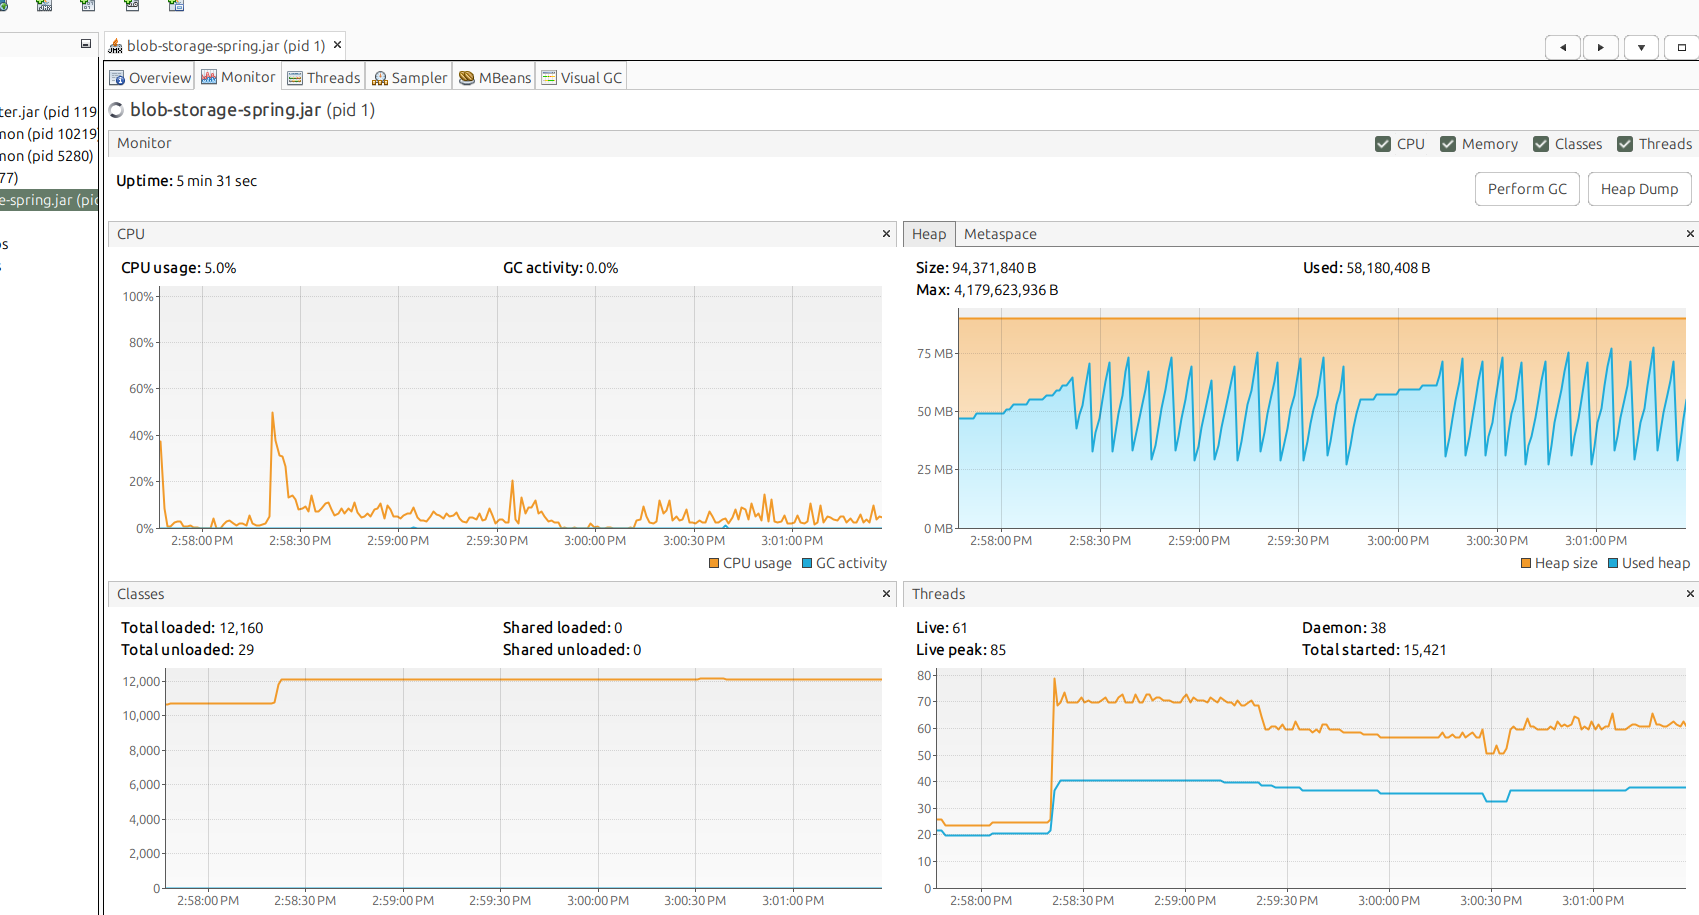 blob-storage-spring.jar (pid 1)
Overview Monitor Threads Sampler MBeans Visual GC
ter.jar (pid 119
mon (pid 10219
mon (pid 5280)
77)
e-spring.jar (pid
os
s
blob-storage-spring.jar (pid 1)
Monitor
CPU Memory Classes Threads
Uptime: 5 min 31 sec
Perform GC Heap Dump
CPU
CPU usage: 5.0% GC activity: 0.0%
100%
80%
60%
40%
20%
0%
2:58:00 PM 2:58:30 PM 2:59:00 PM 2:59:30 PM 3:00:00 PM 3:00:30 PM 3:01:00 PM
CPU usage GC activity
Heap Metaspace
Size: 94,371,840 B Used: 58,180,408 B
Max: 4,179,623,936 B
75 MB
50 MB
25 MB
0 MB
2:58:00 PM 2:58:30 PM 2:59:00 PM 2:59:30 PM 3:00:00 PM 3:00:30 PM 3:01:00 PM
Heap size Used heap
Classes
Total loaded: 12,160 Shared loaded: 0
Total unloaded: 29 Shared unloaded: 0
12,000
10,000
8,000
6,000
4,000
2,000
0
2:58:00 PM 2:58:30 PM 2:59:00 PM 2:59:30 PM 3:00:00 PM 3:00:30 PM 3:01:00 PM
Threads
Live: 61 Daemon: 38
Live peak: 85 Total started: 15,421
80
70
60
50
40
30
20
10
0
2:58:00 PM 2:58:30 PM 2:59:00 PM 2:59:30 PM 3:00:00 PM 3:00:30 PM 3:01:00 PM